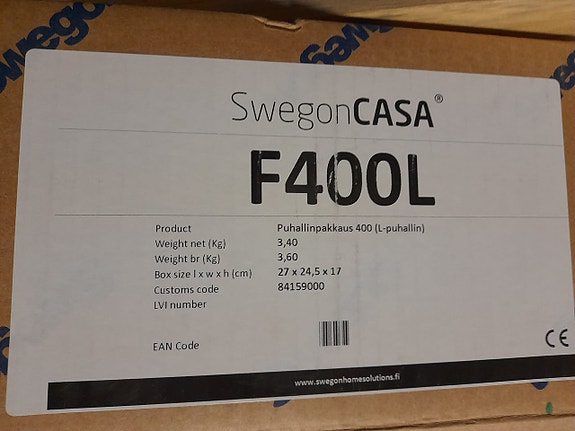 SwegonCASA®
F400L
Product Puhallinpakkaus 400 (L-puhallin)
Weight net (Kg) 3,40
Weight br (Kg) 3,60
Box size l x w x h (cm) 27 x 24,5 x 17
Customs code 84159000
LVI number
EAN Code
CE
www.swegonhomesolutions.fi